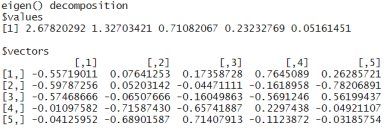 eigen() decomposition
$values
[1] 2.67820292 1.32703421 0.71082067 0.23232769 0.05161451
$vectors
[,1] [,2] [,3] [,4] [,5]
[1,] -0.55719011 0.07641253 0.17358728 0.7645089 0.26285721
[2,] -0.59787256 0.05203142 -0.04471111 -0.1618958 -0.78206891
[3,] -0.57468666 -0.06507666 -0.16049863 -0.5691246 0.56199437
[4,] -0.01097582 -0.71587430 -0.65741887 0.2297438 -0.04921107
[5,] -0.04125952 -0.68901587 0.71407913 -0.1123872 -0.03185754